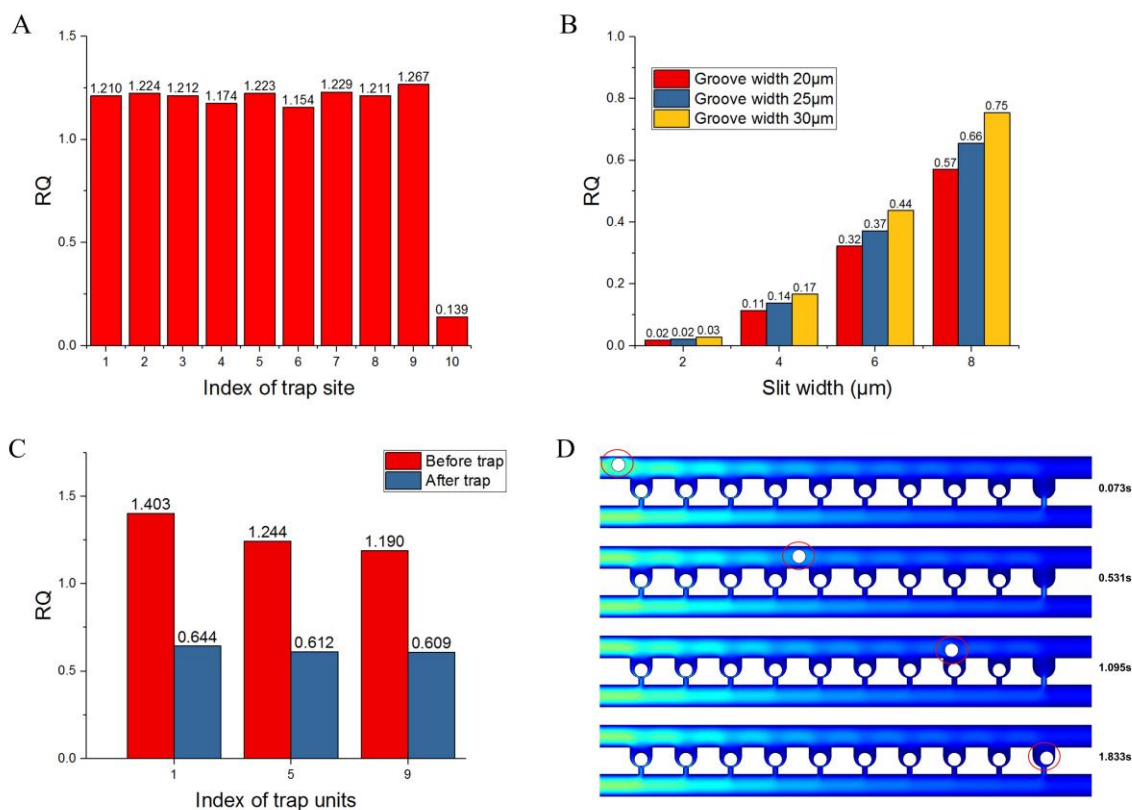 A
1.5
1.0
0.5
0.0
RQ
1.210
1.224
1.212
1.174
1.223
1.154
1.229
1.211
1.267
0.139
1 2 3 4 5 6 7 8 9 10
Index of trap site
B
1.0
0.8
0.6
0.4
0.2
0.0
RQ
Groove width 20μm
Groove width 25μm
Groove width 30μm
0.02 0.02 0.03
0.11 0.14 0.17
0.32 0.37 0.44
0.57 0.66 0.75
2 4 6 8
Slit width (μm)
C
1.5
1.0
0.5
0.0
RQ
Before trap
After trap
1.403
0.644
1.244
0.612
1.190
0.609
1 5 9
Index of trap units
D
0.073s
0.531s
1.095s
1.833s